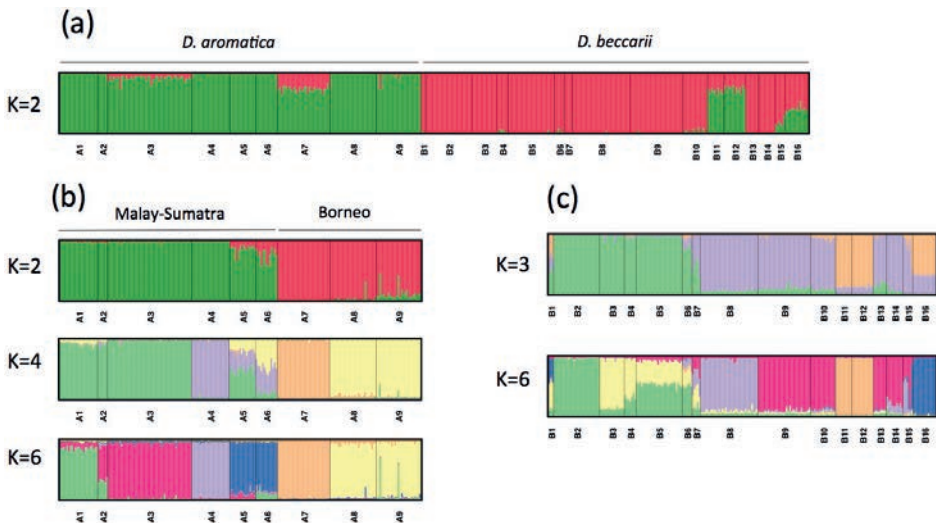 (a)
D. aromatica D. beccarii
K=2
A1 A2 A3 A4 A5 A6 A7 A8 A9 B1 B2 B3 B4 B5 B6 B7 B8 B9 B10 B11 B12 B13 B14 B15 B16
(b)
Malay-Sumatra Borneo
K=2
A1 A2 A3 A4 A5 A6 A7 A8 A9
K=4
A1 A2 A3 A4 A5 A6 A7 A8 A9
K=6
A1 A2 A3 A4 A5 A6 A7 A8 A9
(c)
K=3
B1 B2 B3 B4 B5 B6 B7 B8 B9 B10 B11 B12 B13 B14 B15 B16
K=6
B1 B2 B3 B4 B5 B6 B7 B8 B9 B10 B11 B12 B13 B14 B15 B16